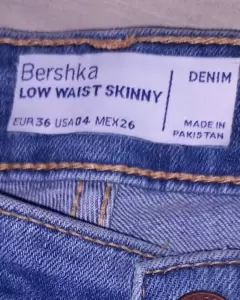 Bershka
LOW WAIST SKINNY
EUR 36 USA 04 MEX 26
DENIM
MADE IN
PAKISTAN